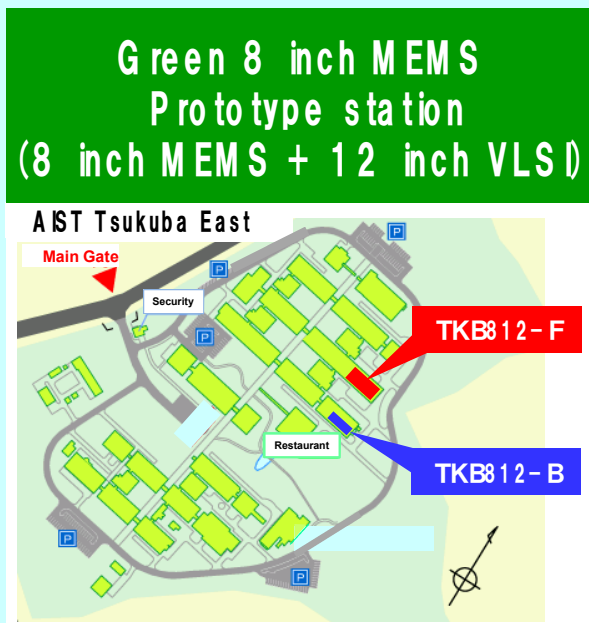 Green 8 inch MEMS
Prototype station
(8 inch MEMS + 12 inch VLSI)
AIST Tsukuba East
Main Gate
P
P
Security
P
TKB812-F
Restaurant
TKB812-B
P
P